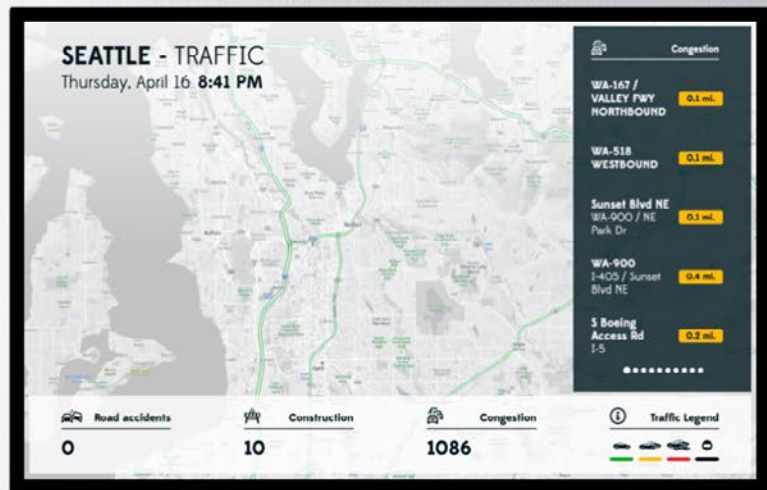 SEATTLE - TRAFFIC
Thursday, April 16 8:41 PM
Congestion
WA-167 /
VALLEY FWY
NORTHBOUND
0.1 mi.
WA-518
WESTBOUND
0.1 mi.
Sunset Blvd NE
WA-900 / NE
Park Dr
0.1 mi.
WA-900
I-405 / Sunset
Blvd NE
0.4 mi.
S Boeing
Access Rd
I-5
0.2 mi.
Road accidents
0
Construction
10
Congestion
1086
Traffic Legend